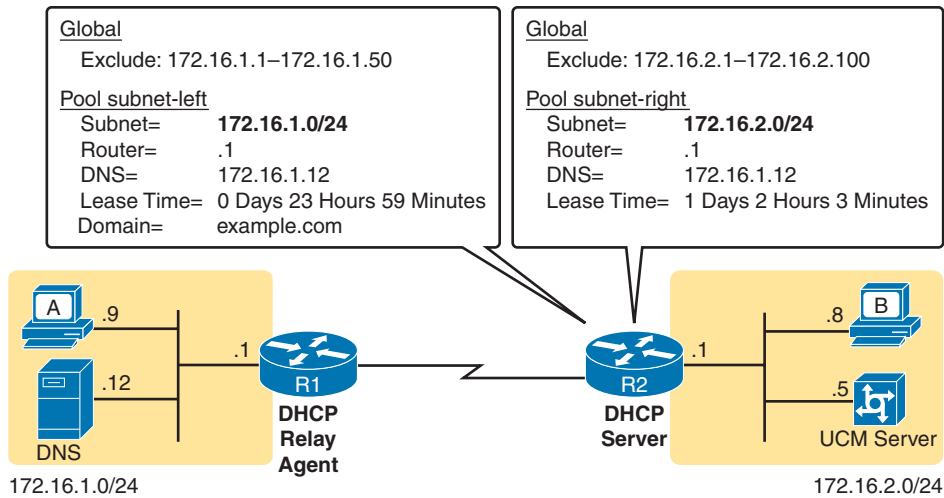 Global
Exclude: 172.16.1.1–172.16.1.50
Pool subnet-left
Subnet= 172.16.1.0/24
Router= .1
DNS= 172.16.1.12
Lease Time= 0 Days 23 Hours 59 Minutes
Domain= example.com
Global
Exclude: 172.16.2.1–172.16.2.100
Pool subnet-right
Subnet= 172.16.2.0/24
Router= .1
DNS= 172.16.1.12
Lease Time= 1 Days 2 Hours 3 Minutes
A
.9
.12
DNS
.1
R1
DHCP
Relay
Agent
172.16.1.0/24
R2
DHCP
Server
.1
.8
B
.5
UCM Server
172.16.2.0/24